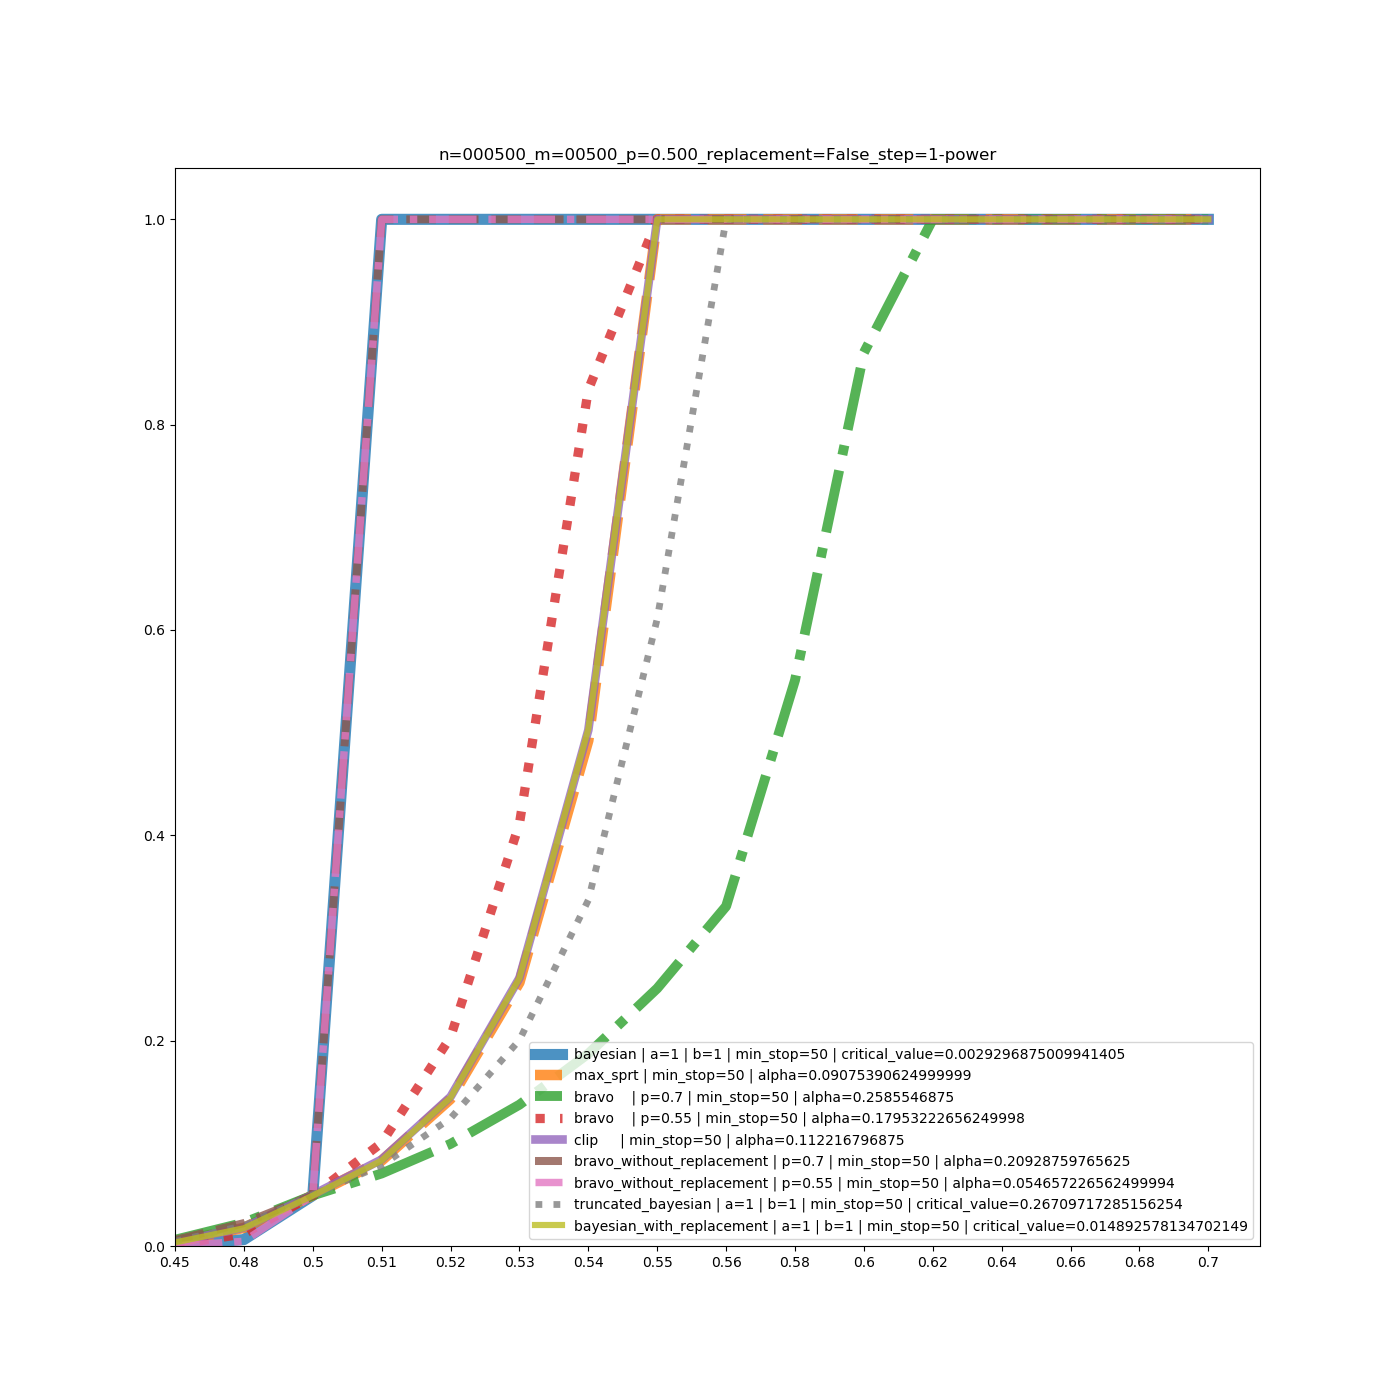 n=000500_m=00500_p=0.500_replacement=False_step=1-power
1.0
0.8
0.6
0.4
0.2
0.0
bayesian | a=1 | b=1 | min_stop=50 | critical_value=0.0029296875009941405
max_sprt | min_stop=50 | alpha=0.09075390624999999
bravo | p=0.7 | min_stop=50 | alpha=0.2585546875
bravo | p=0.55 | min_stop=50 | alpha=0.17953222656249998
clip | min_stop=50 | alpha=0.112216796875
bravo_without_replacement | p=0.7 | min_stop=50 | alpha=0.20928759765625
bravo_without_replacement | p=0.55 | min_stop=50 | alpha=0.054657226562499994
truncated_bayesian | a=1 | b=1 | min_stop=50 | critical_value=0.26709717285156254
bayesian_with_replacement | a=1 | b=1 | min_stop=50 | critical_value=0.014892578134702149
0.45 0.48 0.5 0.51 0.52 0.53 0.54 0.55 0.56 0.58 0.6 0.62 0.64 0.66 0.68 0.7